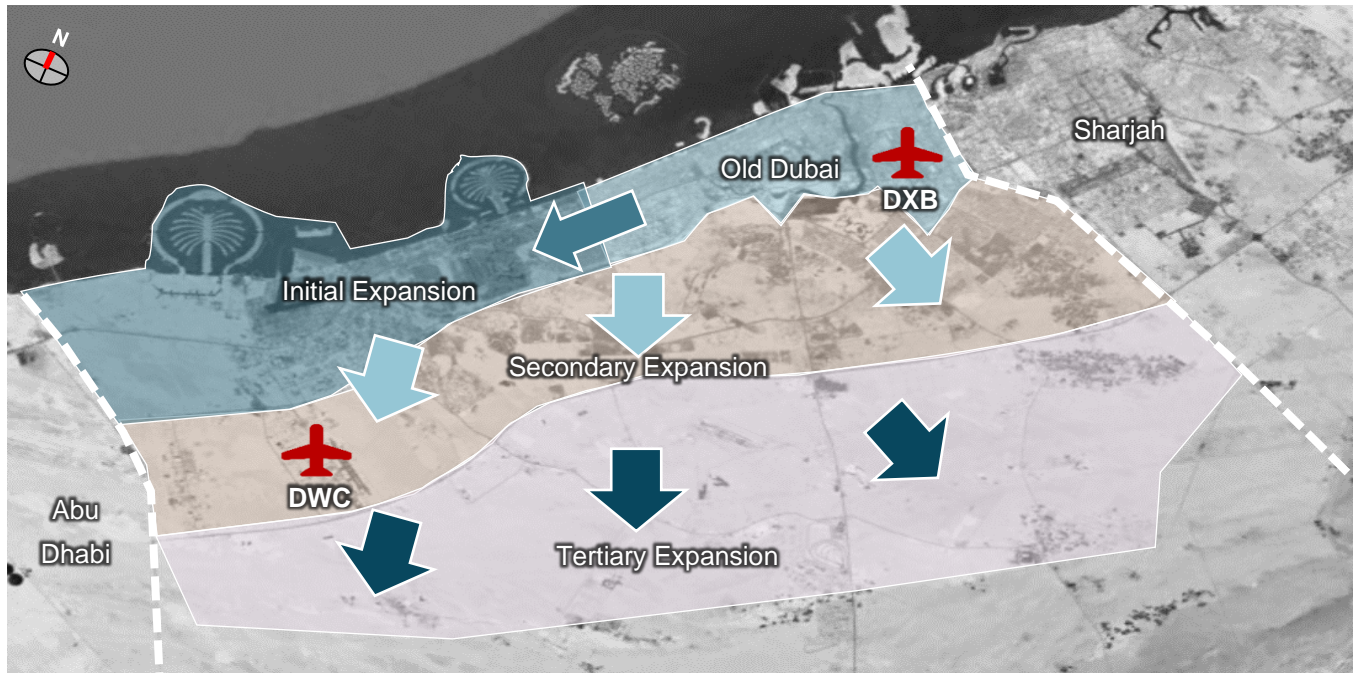 N
Sharjah
Old Dubai
DXB
Initial Expansion
Secondary Expansion
DWC
Abu
Dhabi
Tertiary Expansion